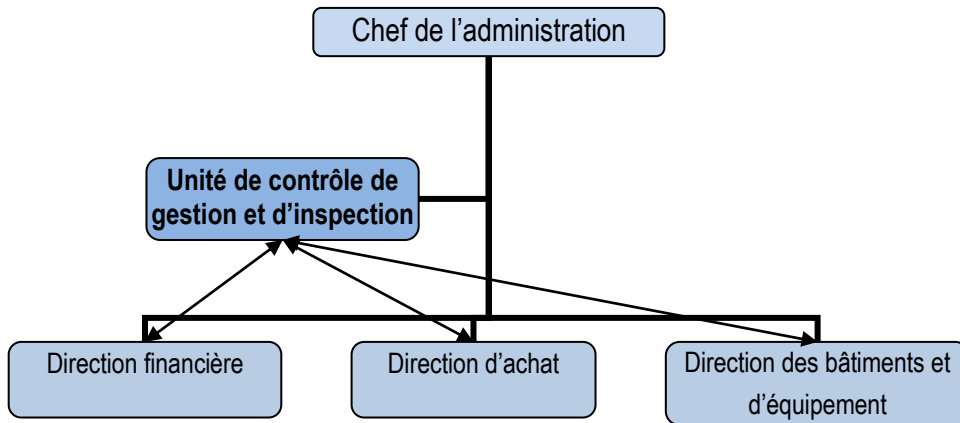 Chef de l’administration
Unité de contrôle de
gestion et d’inspection
Direction financière
Direction d’achat
Direction des bâtiments et
d’équipement